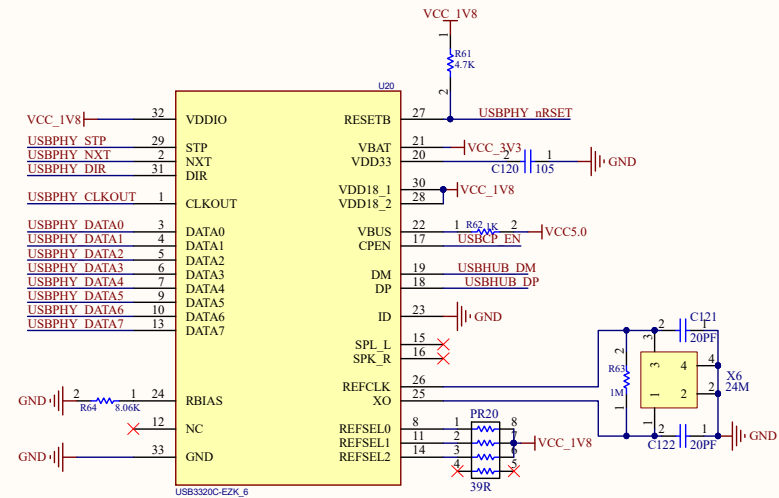 VCC_1V8
1
R61
4.7K
2
U20
VCC_1V8 32 VDDIO RESETB 27 USBPHY_nRSET
USBPHY_STP 29 STP VBAT 21 VCC_3V3
USBPHY_NXT 2 NXT VDD33 20 2 1 GND
C120 105
USBPHY_DIR 31 DIR
VDD18_1 30 VCC_1V8
USBPHY_CLKOUT 1 CLKOUT VDD18_2 28
USBPHY_DATA0 3 DATA0 VBUS 22 1 R62 1K 2 VCC5.0
USBPHY_DATA1 4 DATA1 CPEN 17 USBCP_EN
USBPHY_DATA2 5 DATA2
USBPHY_DATA3 6 DATA3 DM 19 USBHUB_DM
USBPHY_DATA4 7 DATA4 DP 18 USBHUB_DP
USBPHY_DATA5 9 DATA5
USBPHY_DATA6 10 DATA6 ID 23 GND
USBPHY_DATA7 13 DATA7
SPL_L 15
SPK_R 16
REFCLK 26
XO 25
GND 2 1 24 RBIAS
R64 8.06K
12 NC
GND 33 GND
REFSEL0 8 1 8
REFSEL1 11 2 7 VCC_1V8
REFSEL2 14 3 6
4 5
PR20
39R
2 C121 1
20PF
2 R63 1M 1
3 3 4 4
1 1 2 2
X6
24M
2 1 GND
C122 20PF
USB3320C-EZK_6